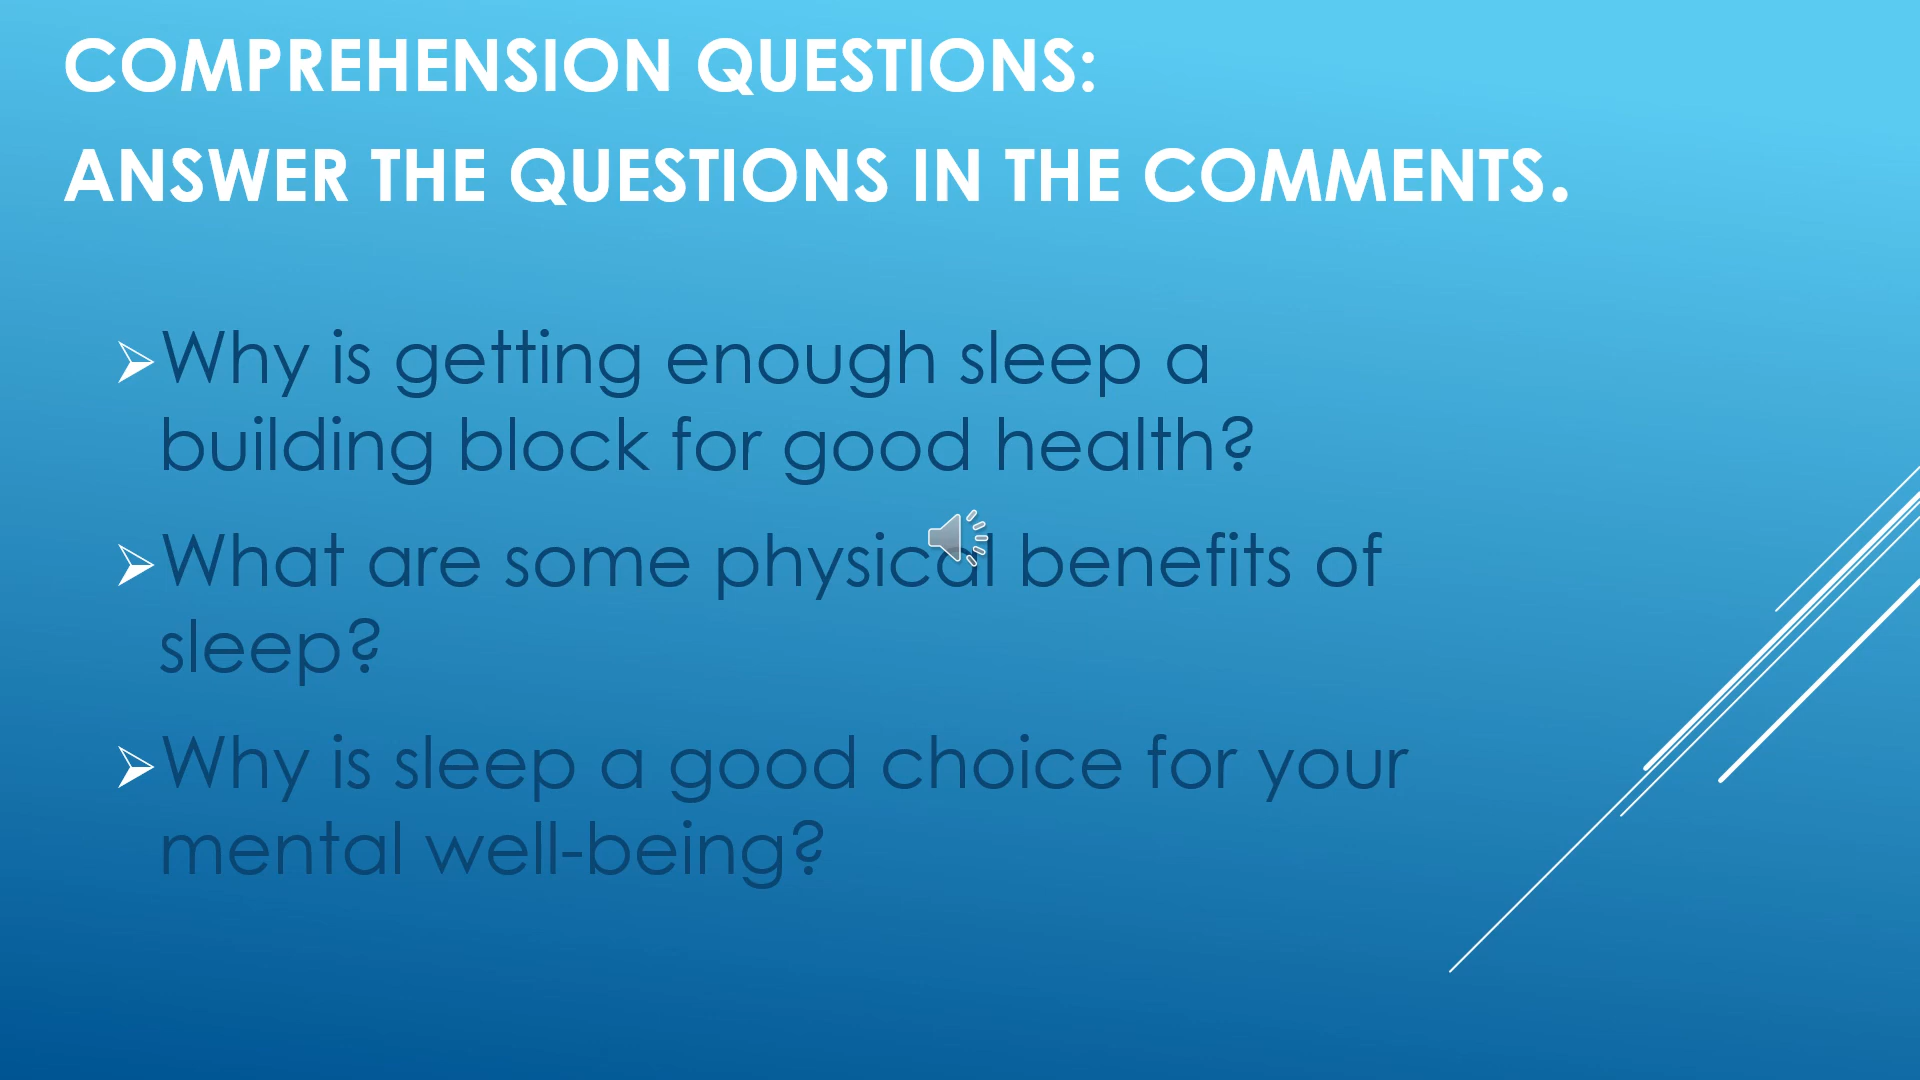 COMPREHENSION QUESTIONS:
ANSWER THE QUESTIONS IN THE COMMENTS.
Why is getting enough sleep a
building block for good health?
What are some physical benefits of
sleep?
Why is sleep a good choice for your
mental well-being?